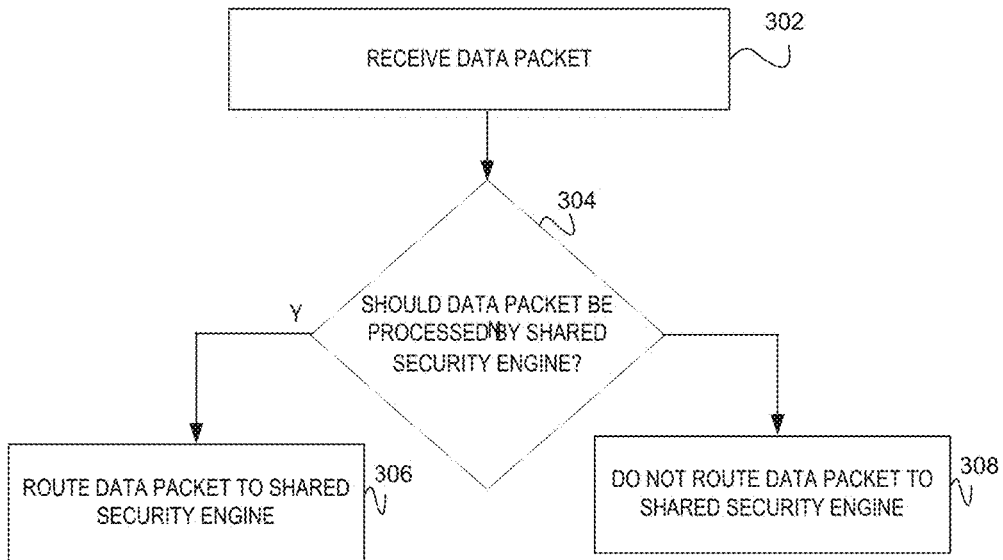 302
RECEIVE DATA PACKET
304
SHOULD DATA PACKET BE
Y
PROCESSED BY SHARED
N
SECURITY ENGINE?
306
ROUTE DATA PACKET TO SHARED
SECURITY ENGINE
308
DO NOT ROUTE DATA PACKET TO
SHARED SECURITY ENGINE